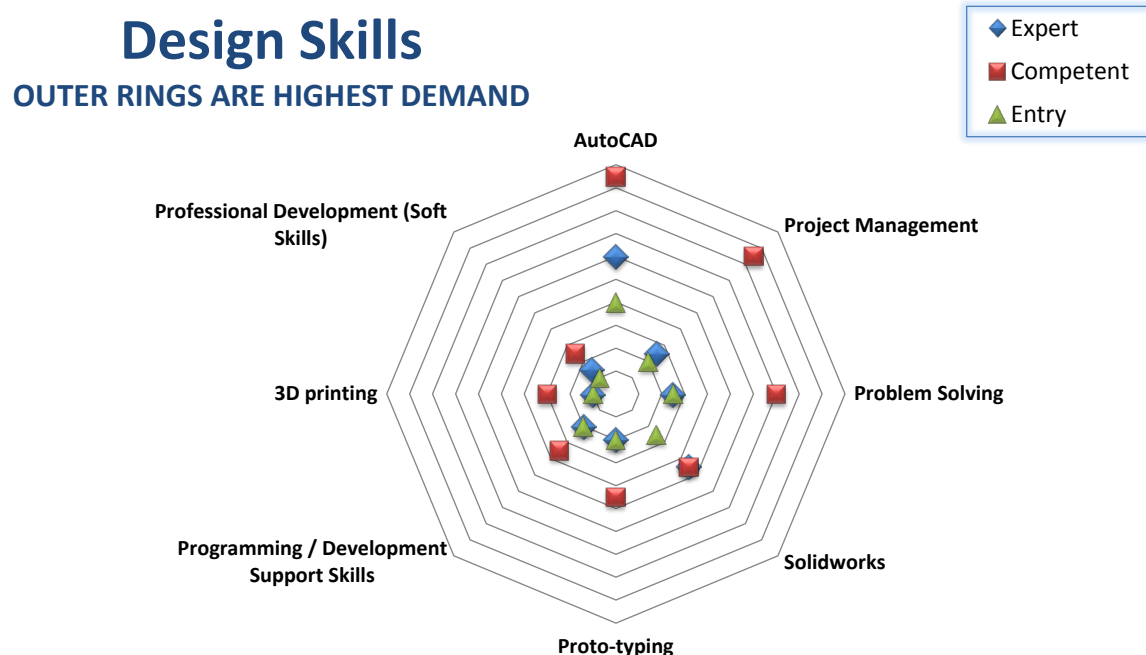 Design Skills
OUTER RINGS ARE HIGHEST DEMAND
Expert
Competent
Entry
AutoCAD
Professional Development (Soft
Skills)
Project Management
3D printing
Problem Solving
Programming / Development
Support Skills
Solidworks
Proto-typing